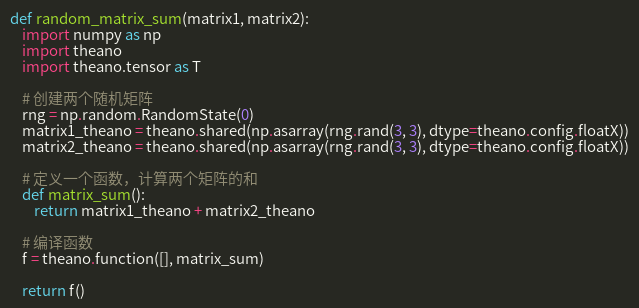 def random_matrix_sum(matrix1, matrix2):
import numpy as np
import theano
import theano.tensor as T
# 创建两个随机矩阵
rng = np.random.RandomState(0)
matrix1_theano = theano.shared(np.asarray(rng.rand(3, 3), dtype=theano.config.floatX))
matrix2_theano = theano.shared(np.asarray(rng.rand(3, 3), dtype=theano.config.floatX))
# 定义一个函数，计算两个矩阵的和
def matrix_sum():
return matrix1_theano + matrix2_theano
# 编译函数
f = theano.function([], matrix_sum)
return f()